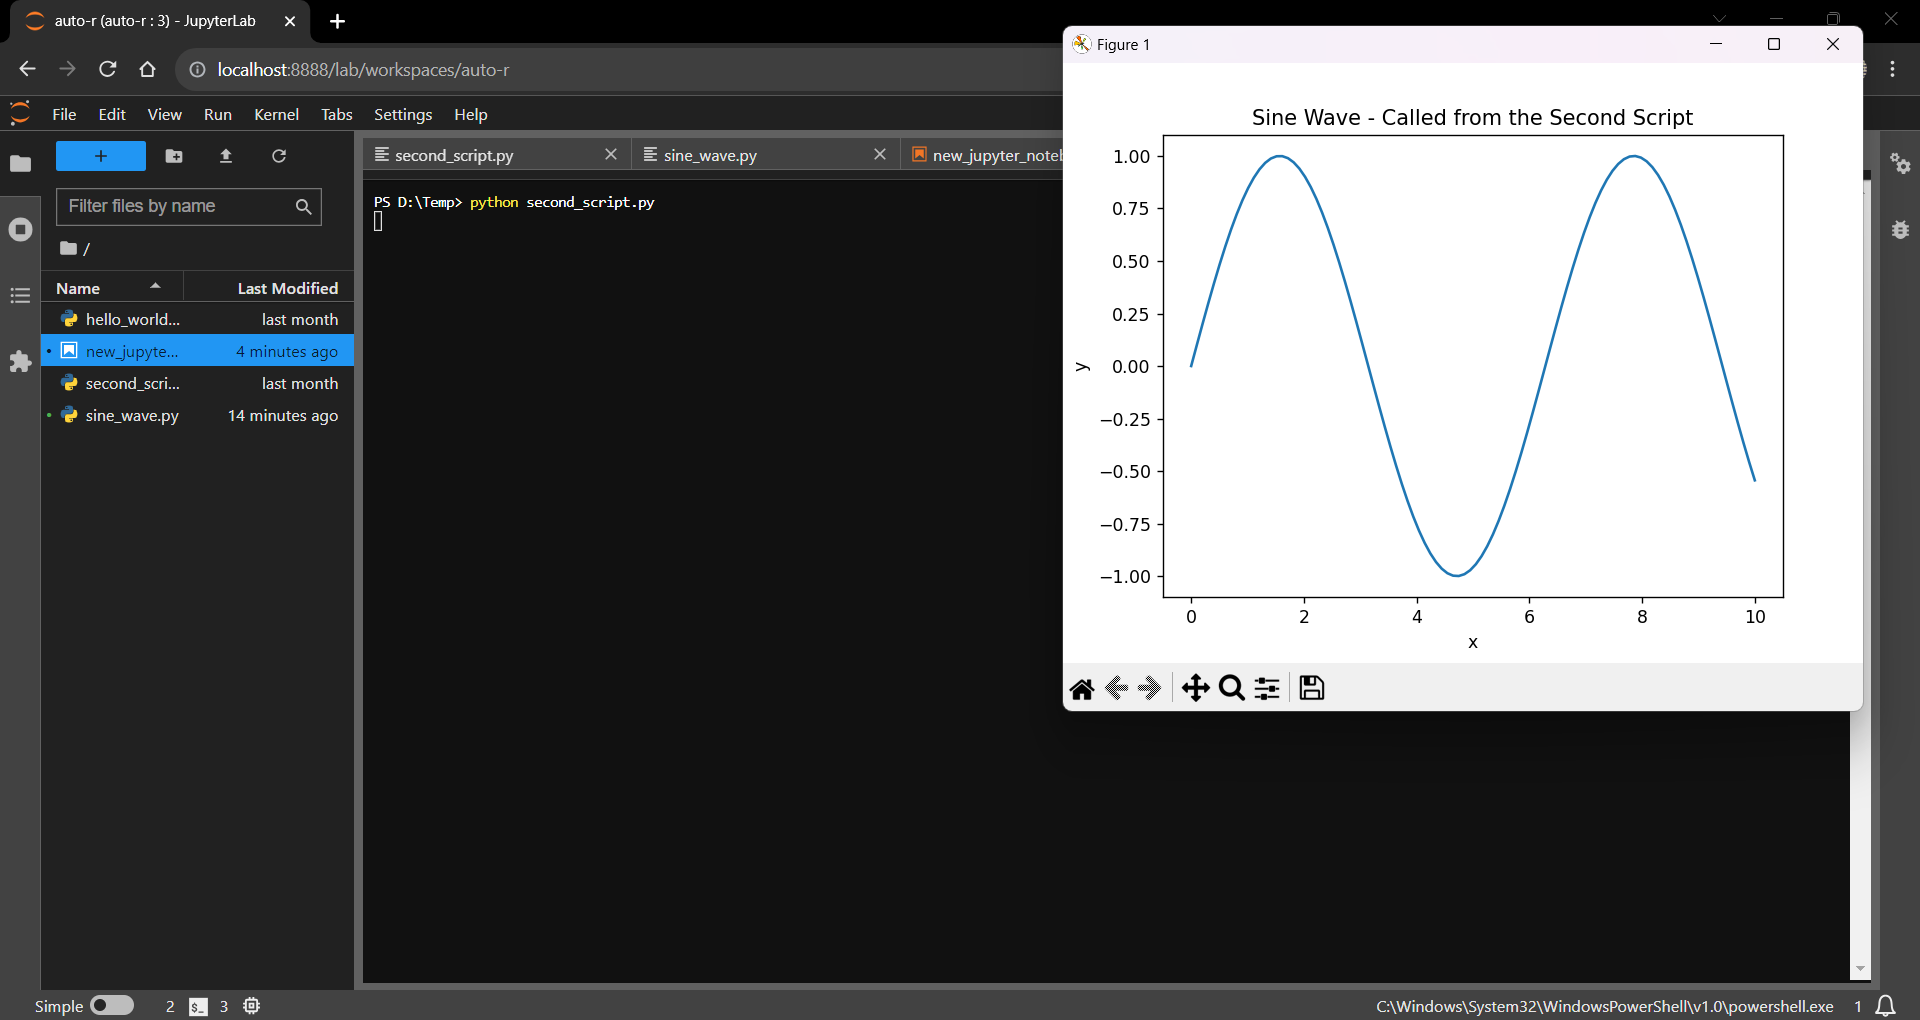 auto-r (auto-r : 3) - JupyterLab
localhost:8888/lab/workspaces/auto-r
File Edit View Run Kernel Tabs Settings Help
Filter files by name
/
Name Last Modified
hello_world... last month
new_jupyte... 4 minutes ago
second_scri... last month
sine_wave.py 14 minutes ago
second_script.py
sine_wave.py
new_jupyter_noteb
PS D:\Temp> python second_script.py
Figure 1
Sine Wave - Called from the Second Script
1.00
0.75
0.50
0.25
0.00
−0.25
−0.50
−0.75
−1.00
y
0 2 4 6 8 10
x
Simple 2 $_ 3
C:\Windows\System32\WindowsPowerShell\v1.0\powershell.exe 1